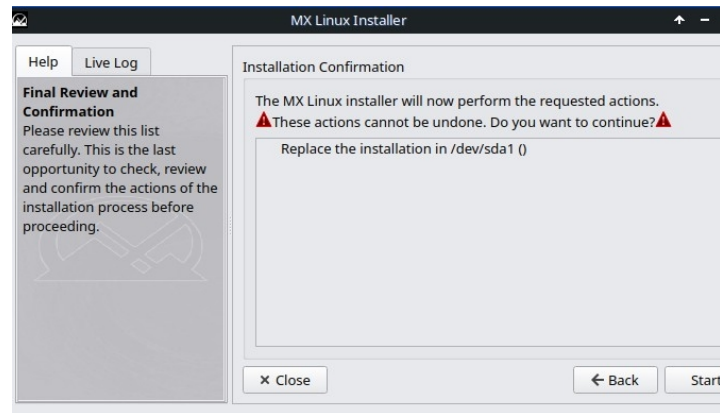 MX Linux Installer
Help
Live Log
Final Review and
Confirmation
Please review this list
carefully. This is the last
opportunity to check, review
and confirm the actions of the
installation process before
proceeding.
Installation Confirmation
The MX Linux installer will now perform the requested actions.
These actions cannot be undone. Do you want to continue?
Replace the installation in /dev/sda1 ()
Close
Back
Start